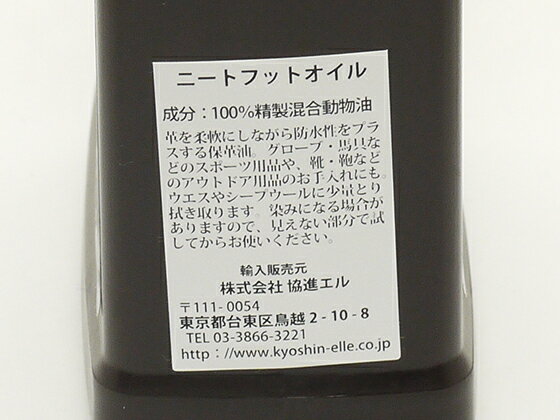 ニートフットオイル
成分：100%精製混合動物油
革を柔軟にしながら防水性をプラ
スする保革油。グローブ・馬具な
どのスポーツ用品や、靴・鞄など
のアウトドア用品のお手入れにも。
ウエスやシープウールに少量とり
拭き取ります。染みになる場合が
ありますので、見えない部分で試
してからお使いください。
輸入販売元
株式会社 協進エル
〒111-0054
東京都台東区鳥越2-10-8
TEL 03-3866-3221
http：//www.kyoshin-elle.co.jp